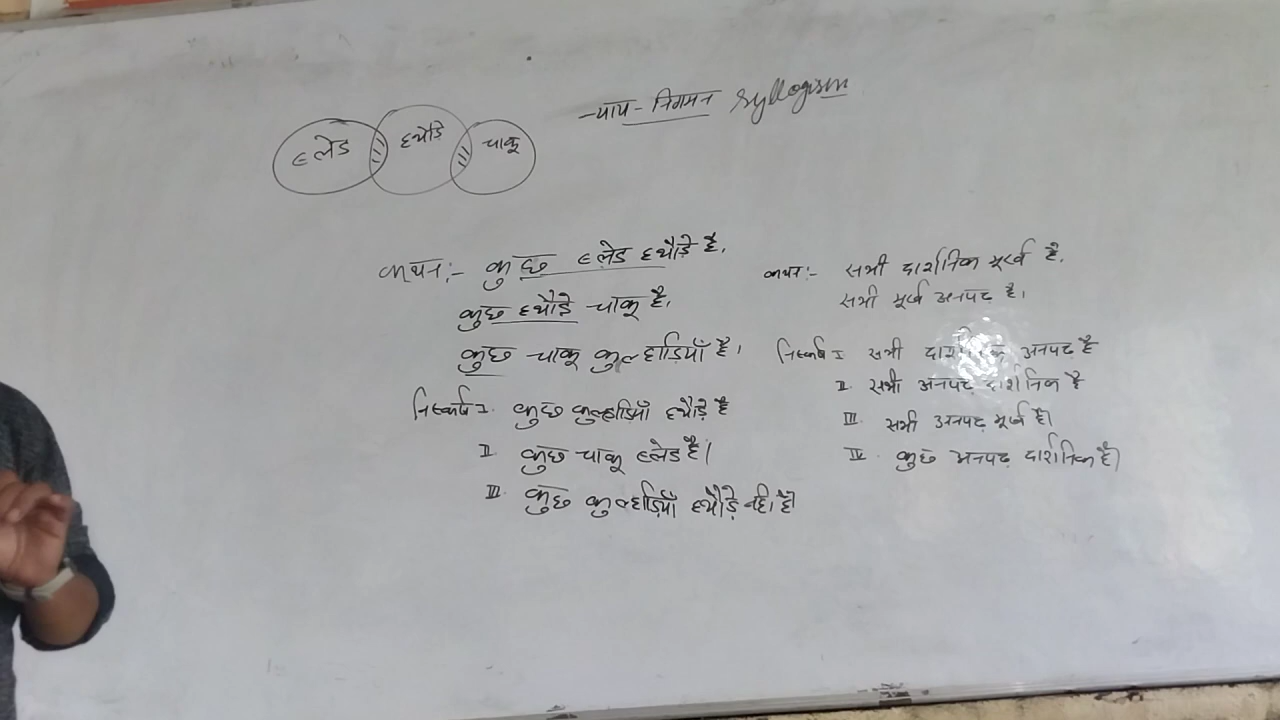 न्याय - निगमन Syllogism
ब्लेड हथौड़े चाकू
कथन:- कुछ ब्लेड हथौड़े है,
कुछ हथौड़े चाकू है,
कुछ चाकू कुल्हाड़ियाँ है।
निष्कर्ष I. कुछ कुल्हाड़ियाँ हथौड़े है
II. कुछ चाकू ब्लेड है।
III. कुछ कुल्हाड़ियाँ हथौड़े नही है।
कथन:- सभी दार्शनिक मूर्ख है,
सभी मूर्ख अनपढ़ है।
निष्कर्ष I सभी दार्शनिक अनपढ है
II. सभी अनपढ़ दार्शनिक है
III. सभी अनपढ़ मूर्ख है।
IV. कुछ अनपढ़ दार्शनिक है।